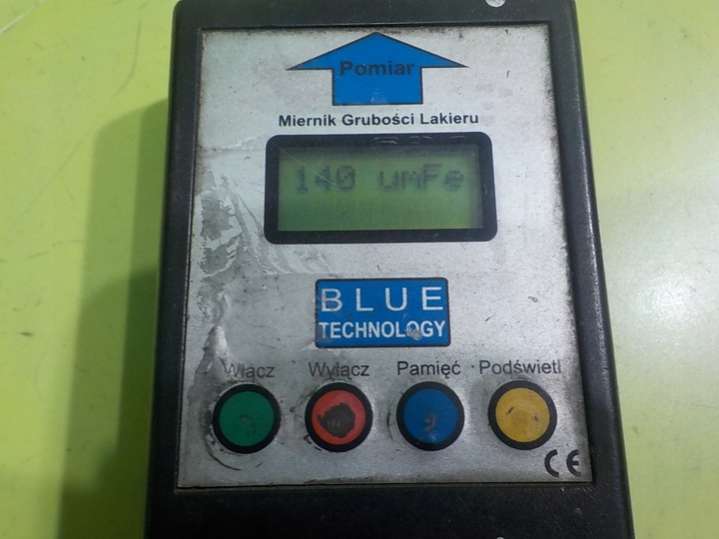 Pomiar
Miernik Grubości Lakieru
140 umFe
BLUE
TECHNOLOGY
Włącz Wyłącz Pamięć Podświetl
CE